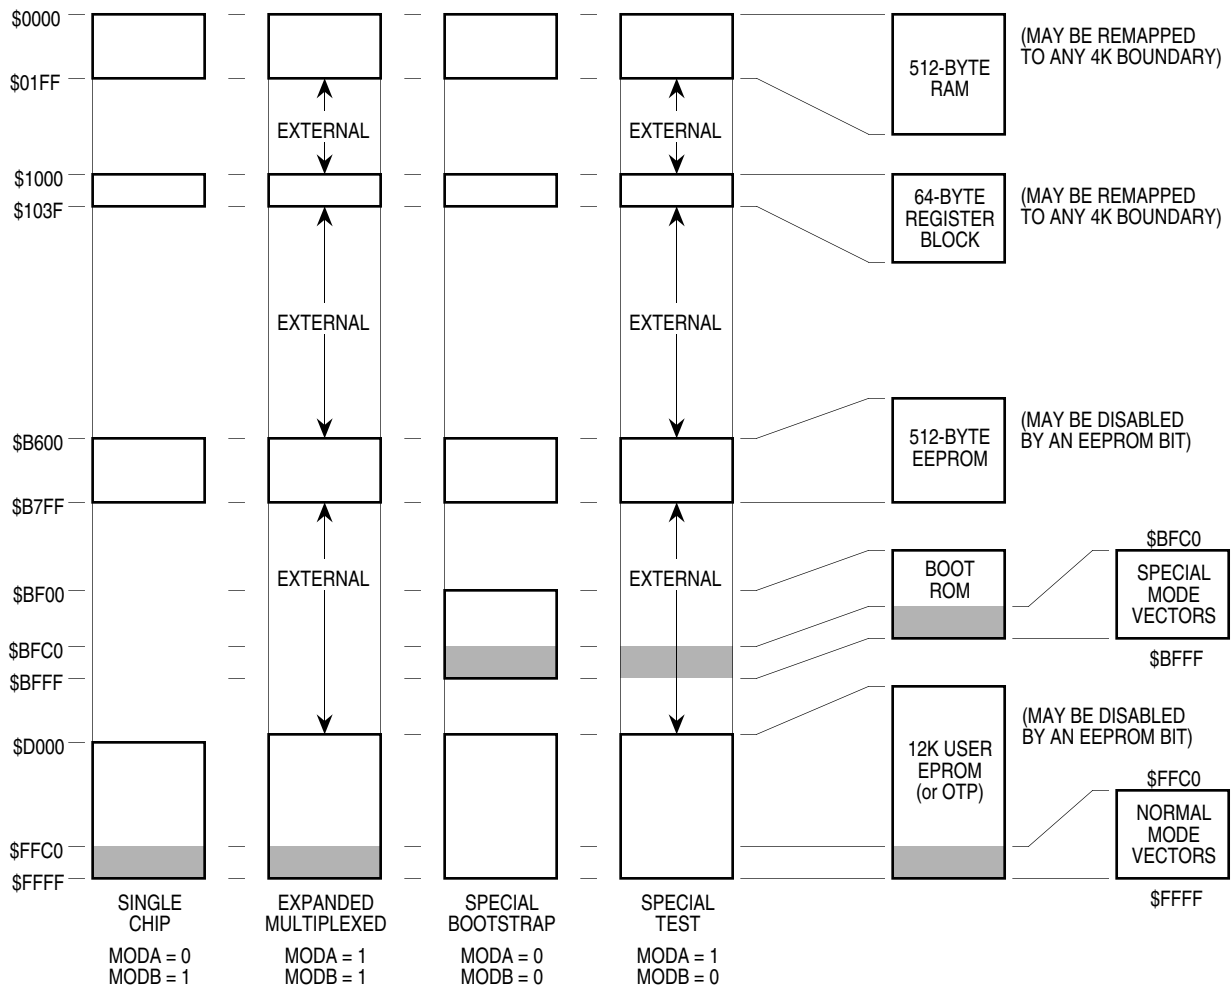 $0000
$01FF
$1000
$103F
$B600
$B7FF
$BF00
$BFC0
$BFFF
$D000
$FFC0
$FFFF
EXTERNAL
EXTERNAL
EXTERNAL
EXTERNAL
EXTERNAL
EXTERNAL
512-BYTE
RAM
(MAY BE REMAPPED
TO ANY 4K BOUNDARY)
64-BYTE
REGISTER
BLOCK
(MAY BE REMAPPED
TO ANY 4K BOUNDARY)
512-BYTE
EEPROM
(MAY BE DISABLED
BY AN EEPROM BIT)
BOOT
ROM
$BFC0
SPECIAL
MODE
VECTORS
$BFFF
12K USER
EPROM
(or OTP)
(MAY BE DISABLED
BY AN EEPROM BIT)
$FFC0
NORMAL
MODE
VECTORS
$FFFF
SINGLE
CHIP
MODA = 0
MODB = 1
EXPANDED
MULTIPLEXED
MODA = 1
MODB = 1
SPECIAL
BOOTSTRAP
MODA = 0
MODB = 0
SPECIAL
TEST
MODA = 1
MODB = 0